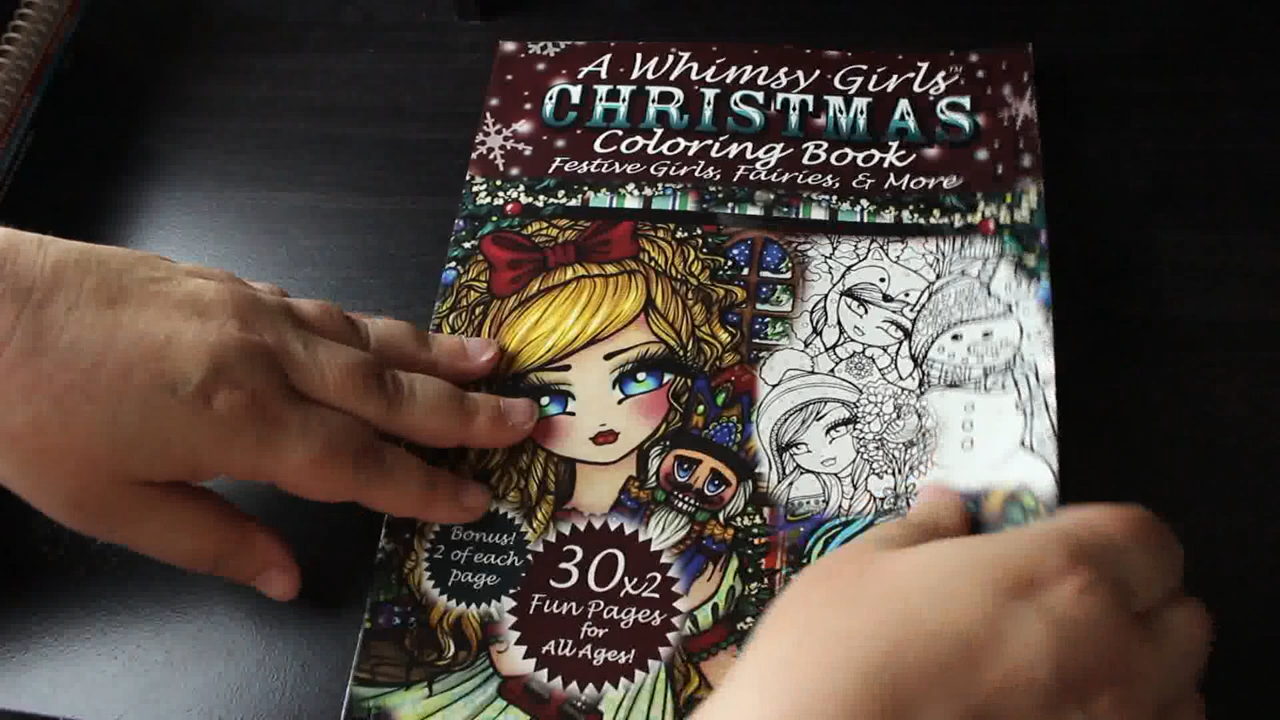 A Whimsy Girls™
CHRISTMAS
Coloring Book
Festive Girls, Fairies, & More
Bonus!
2 of each
page
30x2
Fun Pages
for
All Ages!